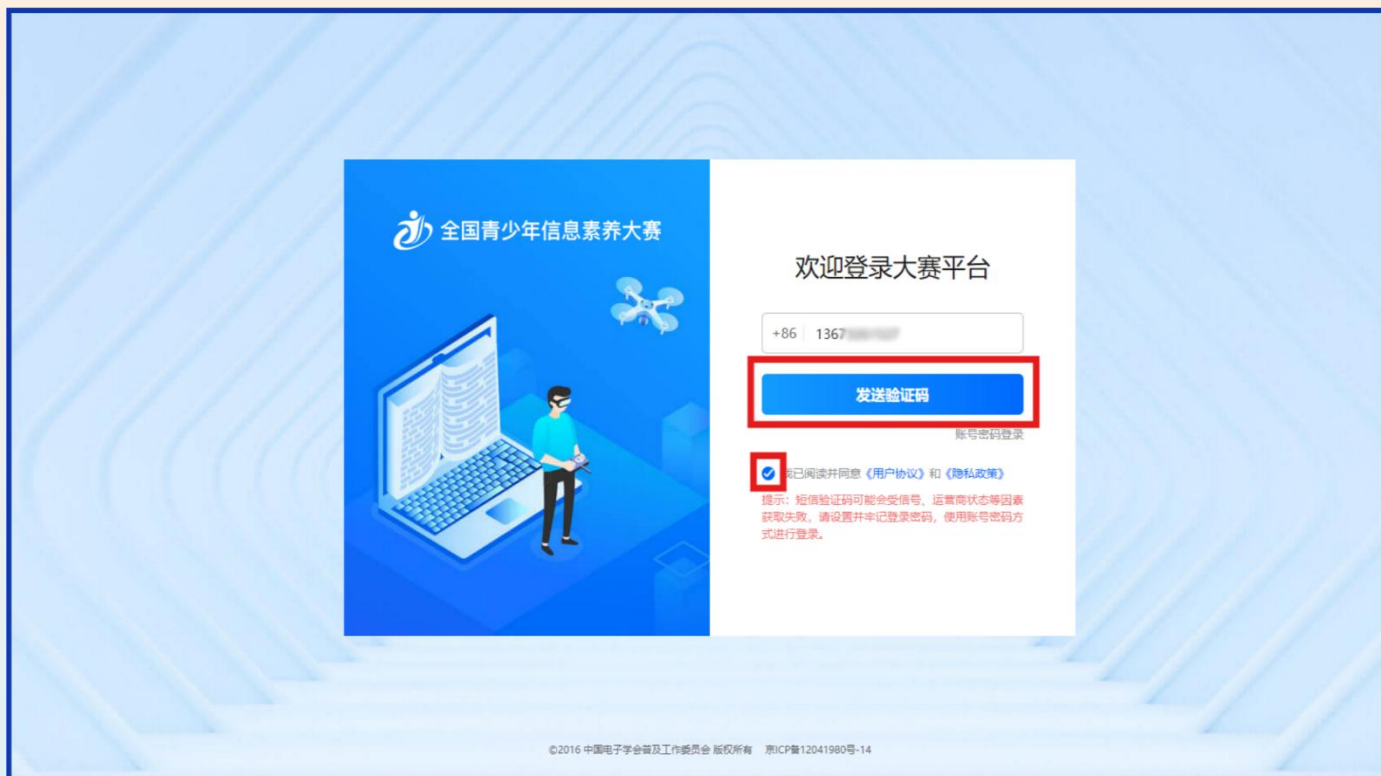 全国青少年信息素养大赛
欢迎登录大赛平台
+86 1367
发送验证码
账号密码登录
我已阅读并同意《用户协议》和《隐私政策》
提示：短信验证码可能会受信号、运营商状态等因素
获取失败，请设置并牢记登录密码，使用账号密码方
式进行登录。
©2016 中国电子学会普及工作委员会 版权所有 京ICP备12041980号-14